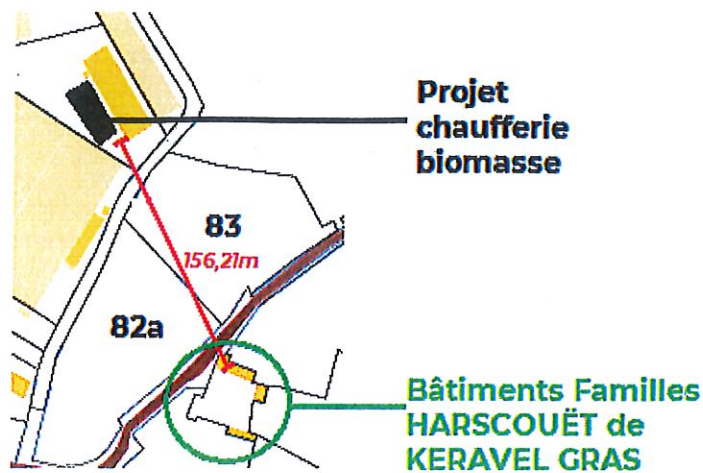 Projet
chaufferie
biomasse
83
156,21m
82a
Bâtiments Familles
HARSCOUËT de
KERAVEL GRAS